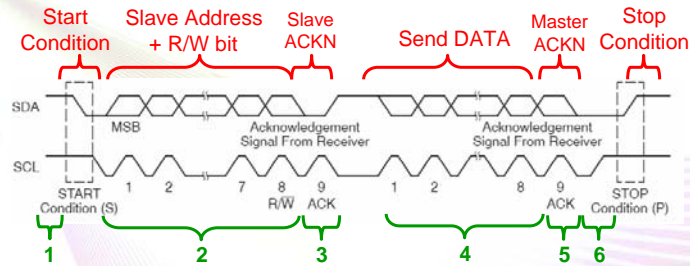 Start
Condition
Slave Address
+ R/W bit
Slave
ACKN
Send DATA
Master
ACKN
Stop
Condition
SDA
MSB
Acknowledgement
Signal From Receiver
Acknowledgement
Signal From Receiver
SCL
START
Condition (S)
1
2
7
8
R/W
9
ACK
1
2
8
9
ACK
STOP
Condition (P)
1
2
3
4
5
6